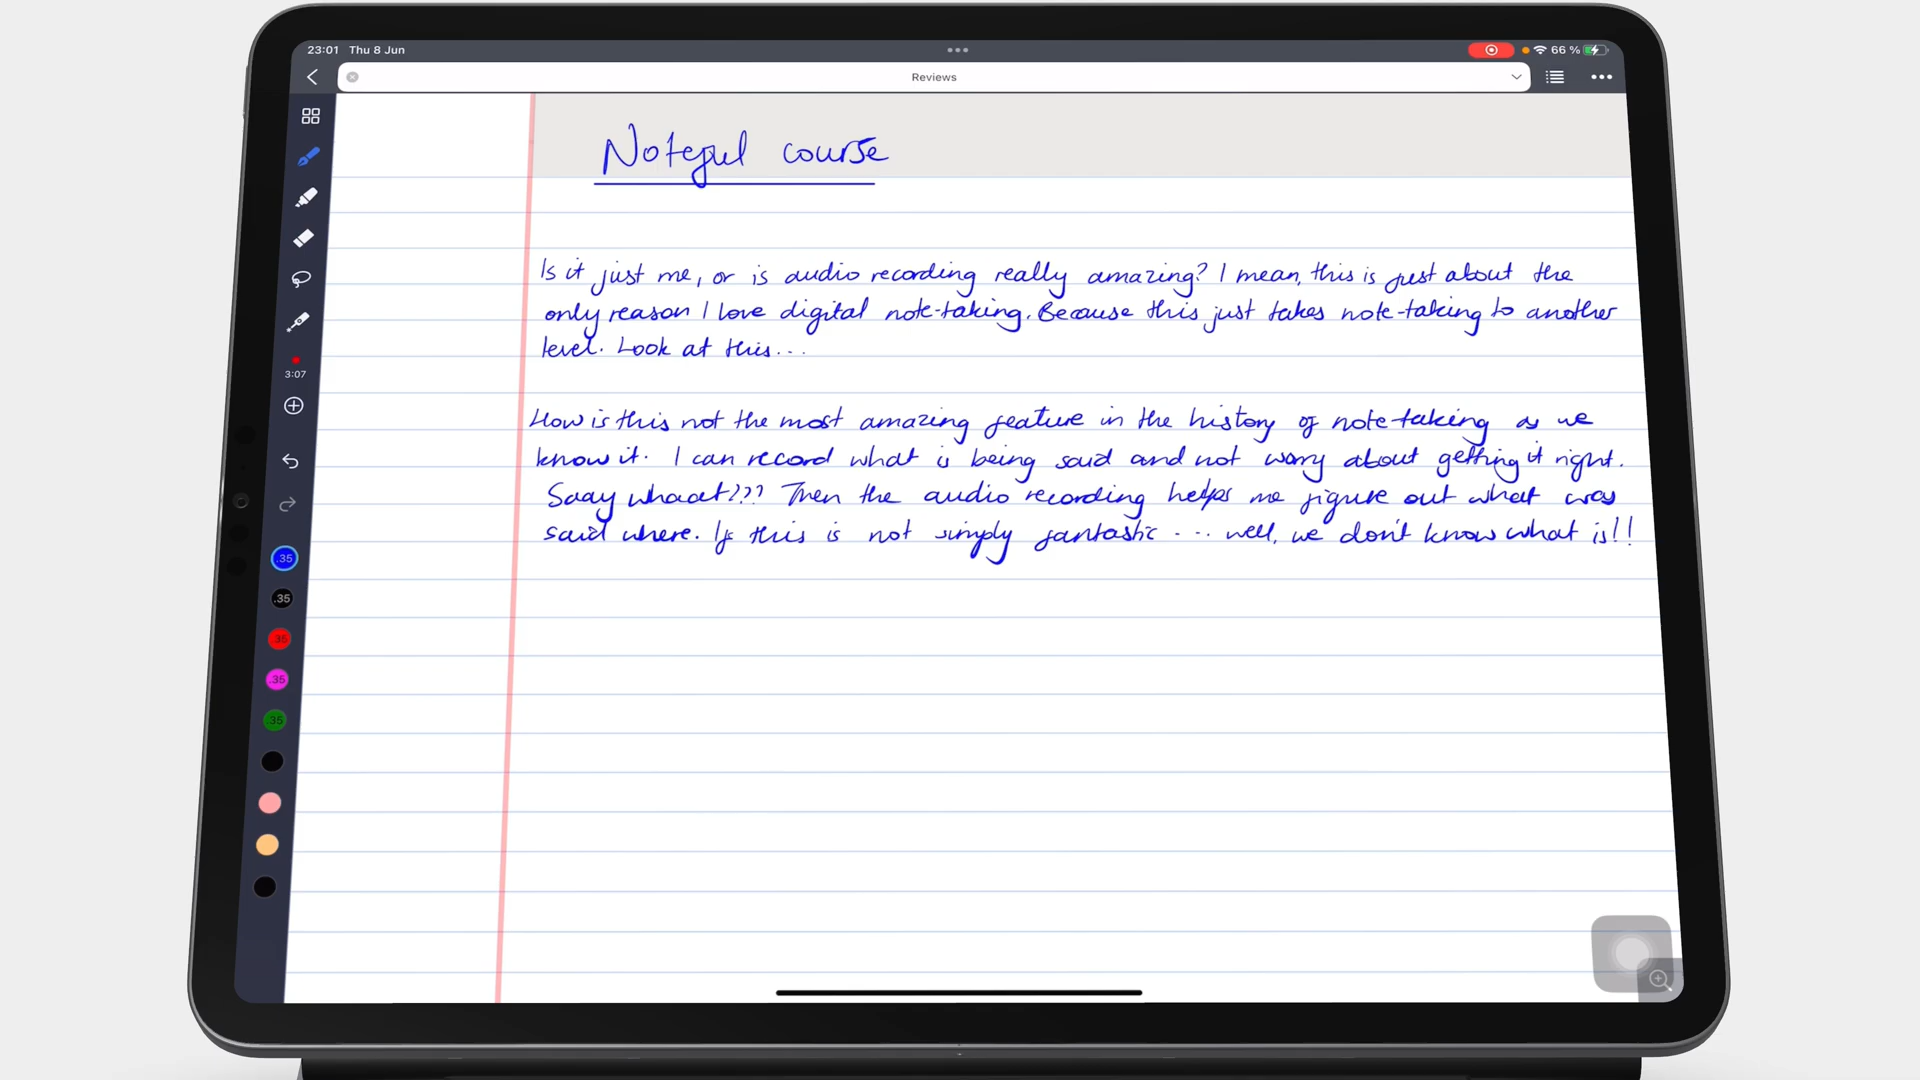 23:01 Thu 8 Jun
66 %
Reviews
Noteful course
Is it just me, or is audio recording really amazing? I mean, this is just about the
only reason I love digital note-taking. Because this just takes note-taking to another
level. Look at this...
How is this not the most amazing feature in the history of note-taking as we
know it. I can record what is being said and not worry about getting it right.
Saay whaat??? Then the audio recording helps me figure out what was
said where. If this is not simply fantastic .... well, we don't know what is!!
3:07
.35
.35
.35
.35
.35